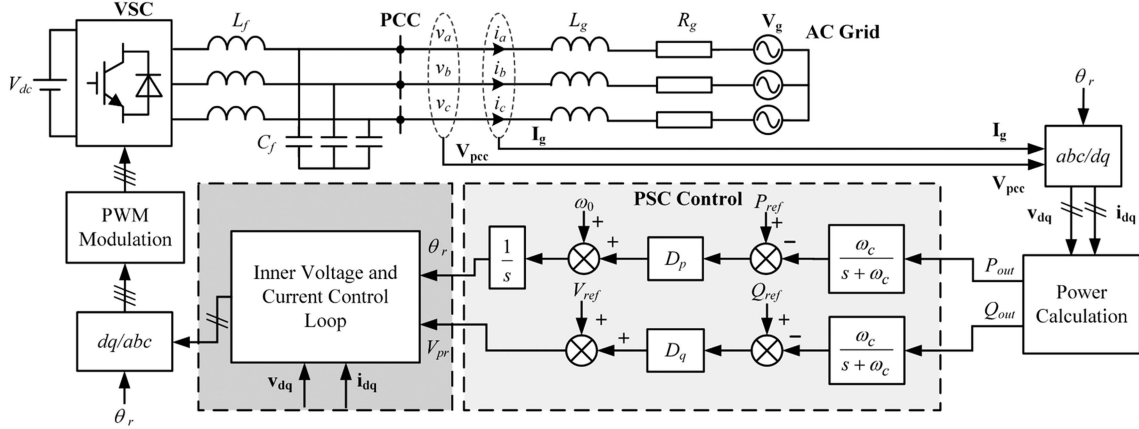 VSC
L_f
PCC
v_a
i_a
L_g
R_g
V_g
AC Grid
V_dc
v_b
i_b
v_c
i_c
C_f
I_g
V_pcc
I_g
V_pcc
θ_r
abc/dq
v_dq
i_dq
PWM
Modulation
dq/abc
θ_r
Inner Voltage and
Current Control
Loop
θ_r
V_pr
v_dq
i_dq
PSC Control
ω_0
+
+
P_ref
+
−
1
s
D_p
ω_c
s + ω_c
P_out
V_ref
+
+
Q_ref
+
−
D_q
ω_c
s + ω_c
Q_out
Power
Calculation